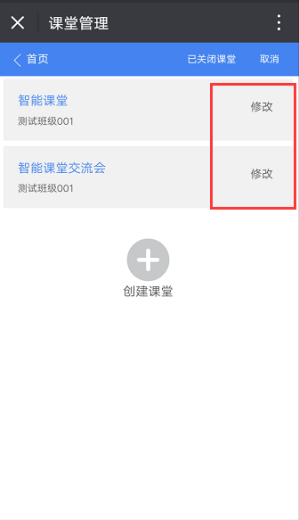 课堂管理
首页 已关闭课堂 取消
智能课堂 修改
测试班级001
智能课堂交流会 修改
测试班级001
创建课堂